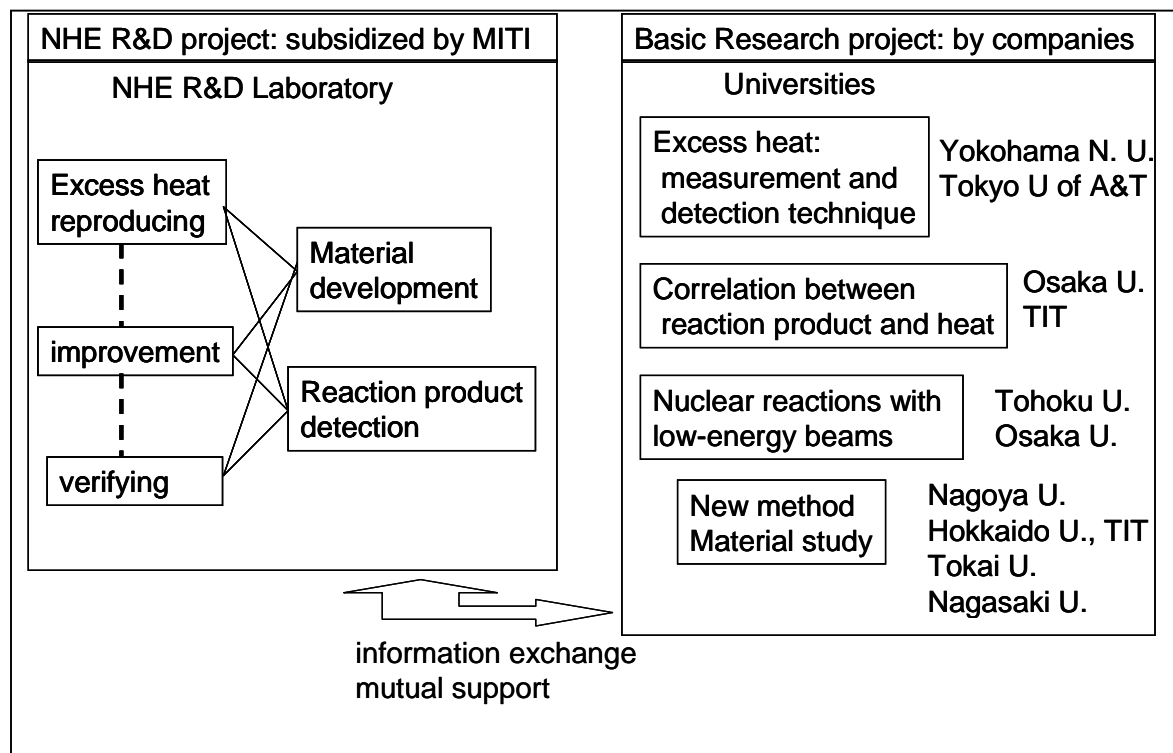 NHE R&D project: subsidized by MITI
NHE R&D Laboratory
Excess heat
reproducing
improvement
verifying
Material
development
Reaction product
detection
Basic Research project: by companies
Universities
Excess heat:
measurement and
detection technique
Yokohama N. U.
Tokyo U of A&T
Correlation between
reaction product and heat
Osaka U.
TIT
Nuclear reactions with
low-energy beams
Tohoku U.
Osaka U.
New method
Material study
Nagoya U.
Hokkaido U., TIT
Tokai U.
Nagasaki U.
information exchange
mutual support